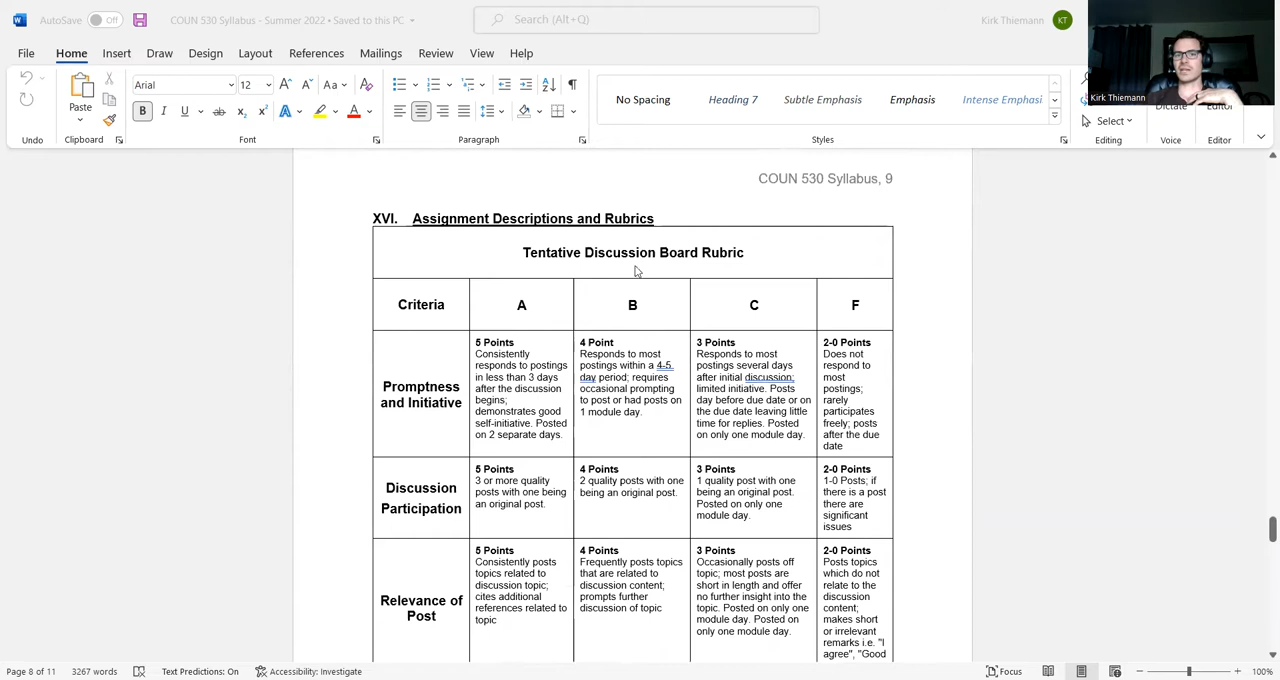 AutoSave Off COUN 530 Syllabus - Summer 2022 • Saved to this PC Search (Alt+Q) Kirk Thiemann KT
File Home Insert Draw Design Layout References Mailings Review View Help
Arial 12 Aa
Paste No Spacing Heading 7 Subtle Emphasis Emphasis Intense Emphasi
Kirk Thiemann
Dictate Editor
Select
Undo Clipboard Font Paragraph Styles Editing Voice Editor
COUN 530 Syllabus, 9
XVI. Assignment Descriptions and Rubrics
Tentative Discussion Board Rubric
Criteria A B C F
Promptness
and Initiative
5 Points
Consistently
responds to postings
in less than 3 days
after the discussion
begins;
demonstrates good
self-initiative. Posted
on 2 separate days.
4 Point
Responds to most
postings within a 4-5
day period; requires
occasional prompting
to post or had posts on
1 module day.
3 Points
Responds to most
postings several days
after initial discussion;
limited initiative. Posts
day before due date or on
the due date leaving little
time for replies. Posted
on only one module day.
2-0 Points
Does not
respond to
most
postings;
rarely
participates
freely; posts
after the due
date
Discussion
Participation
5 Points
3 or more quality
posts with one being
an original post.
4 Points
2 quality posts with one
being an original post.
3 Points
1 quality post with one
being an original post.
Posted on only one
module day.
2-0 Points
1-0 Posts; if
there is a post
there are
significant
issues
Relevance of
Post
5 Points
Consistently posts
topics related to
discussion topic;
cites additional
references related to
topic
4 Points
Frequently posts topics
that are related to
discussion content;
prompts further
discussion of topic
3 Points
Occasionally posts off
topic; most posts are
short in length and offer
no further insight into the
topic. Posted on only one
module day. Posted on
only one module day.
2-0 Points
Posts topics
which do not
relate to the
discussion
content;
makes short
or irrelevant
remarks i.e. "I
agree", "Good
Page 8 of 11 3267 words Text Predictions: On Accessibility: Investigate Focus 100%